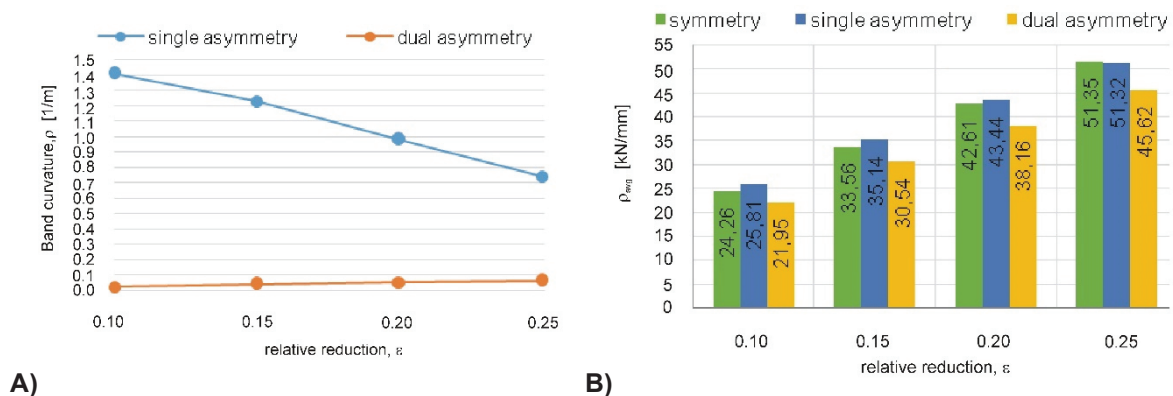 single asymmetry dual asymmetry
1.5
1.4
1.3
1.2
1.1
1.0
0.9
0.8
0.7
0.6
0.5
0.4
0.3
0.2
0.1
0.0
Band curvature,ρ [1/m]
0.10 0.15 0.20 0.25
relative reduction, ε
A)
symmetry single asymmetry dual asymmetry
55
50
45
40
35
30
25
20
15
10
5
0
ρavg [kN/mm]
24,26 25,81 21,95 33,56 35,14 30,54 42,61 43,44 38,16 51,35 51,32 45,62
0.10 0.15 0.20 0.25
relative reduction, ε
B)